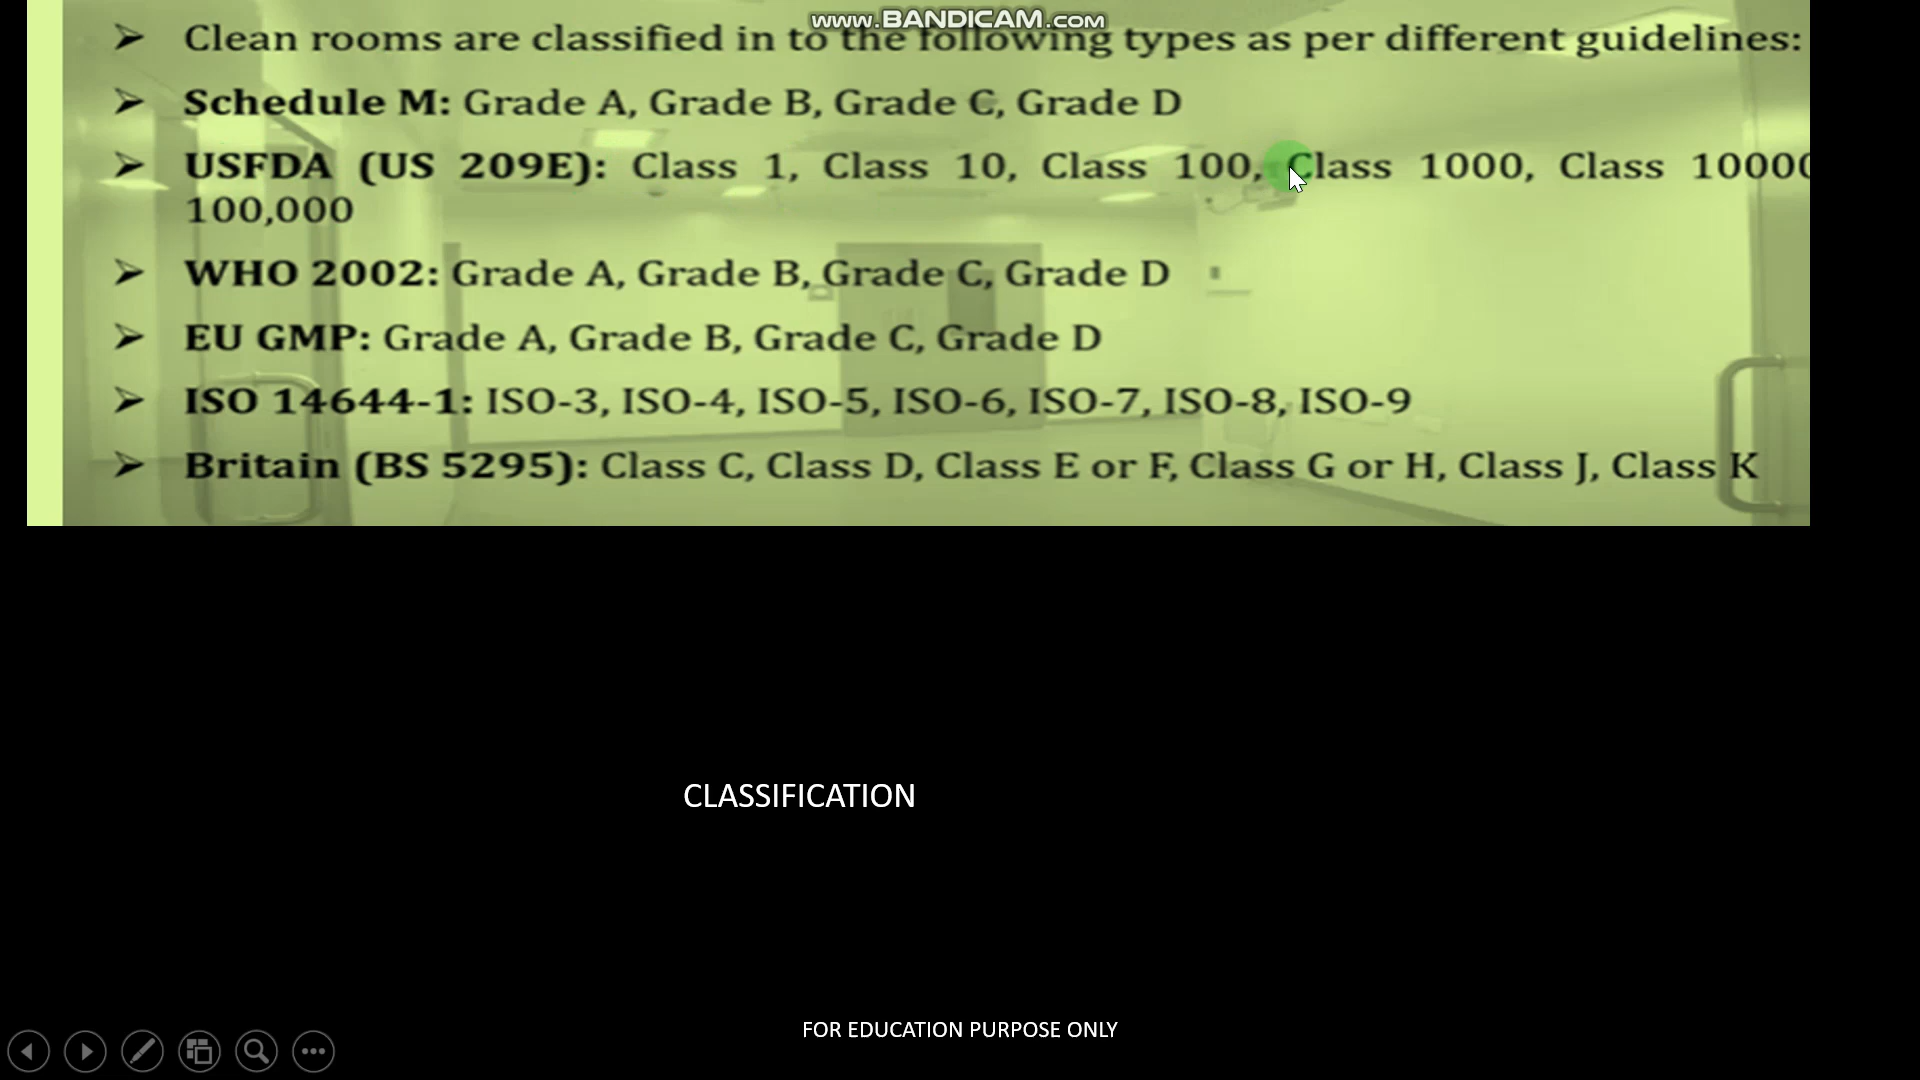 www.BANDICAM.com
➢ Clean rooms are classified in to the following types as per different guidelines:
➢ Schedule M: Grade A, Grade B, Grade C, Grade D
➢ USFDA (US 209E): Class 1, Class 10, Class 100, Class 1000, Class 10000
100,000
➢ WHO 2002: Grade A, Grade B, Grade C, Grade D
➢ EU GMP: Grade A, Grade B, Grade C, Grade D
➢ ISO 14644-1: ISO-3, ISO-4, ISO-5, ISO-6, ISO-7, ISO-8, ISO-9
➢ Britain (BS 5295): Class C, Class D, Class E or F, Class G or H, Class J, Class K
CLASSIFICATION
FOR EDUCATION PURPOSE ONLY